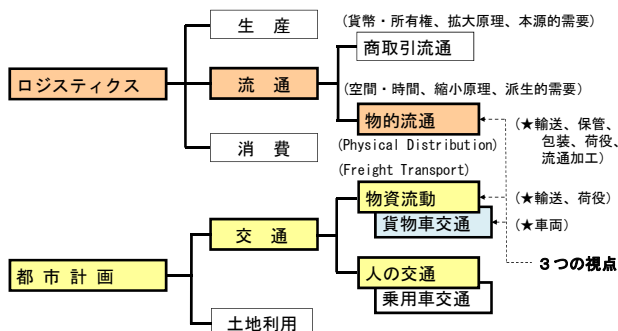 生　産
(貨幣・所有権、拡大原理、本源的需要)
商取引流通
ロジスティクス
流　通
(空間・時間、縮小原理、派生的需要)
物的流通
(★輸送、保管、
包装、荷役、
流通加工)
消　費
(Physical Distribution)
(Freight Transport)
物資流動
(★輸送、荷役)
貨物車交通
(★車両)
交　通
３つの視点
都 市 計 画
人の交通
乗用車交通
土地利用